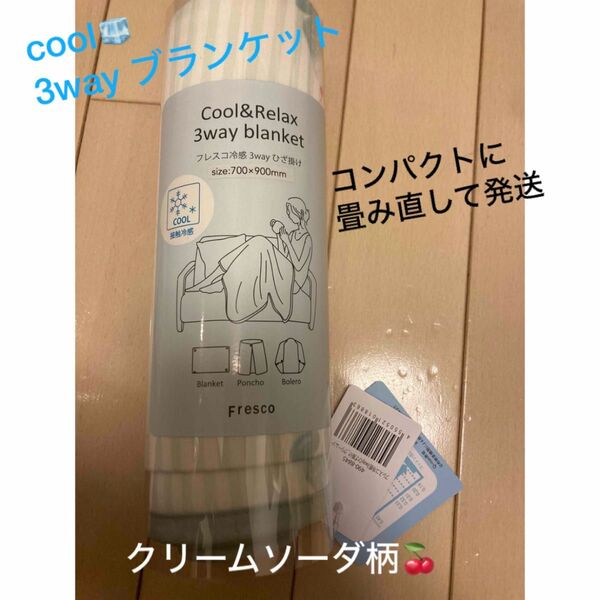 cool🧊
3way ブランケット
Cool&Relax
3way blanket
フレスコ冷感 3way ひざ掛け
size:700×900mm
COOL
接触冷感
Blanket
Poncho
Bolero
Fresco
コンパクトに
畳み直して発送
クリームソーダ柄🍒